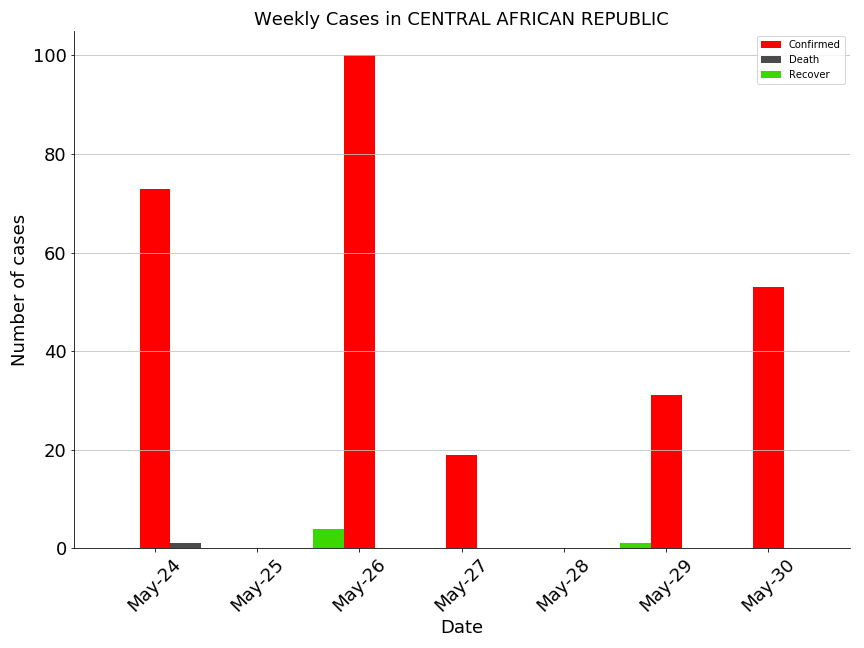 Weekly Cases in CENTRAL AFRICAN REPUBLIC
Confirmed
Death
Recover
Number of cases
100
80
60
40
20
0
May-24
May-25
May-26
May-27
May-28
May-29
May-30
Date